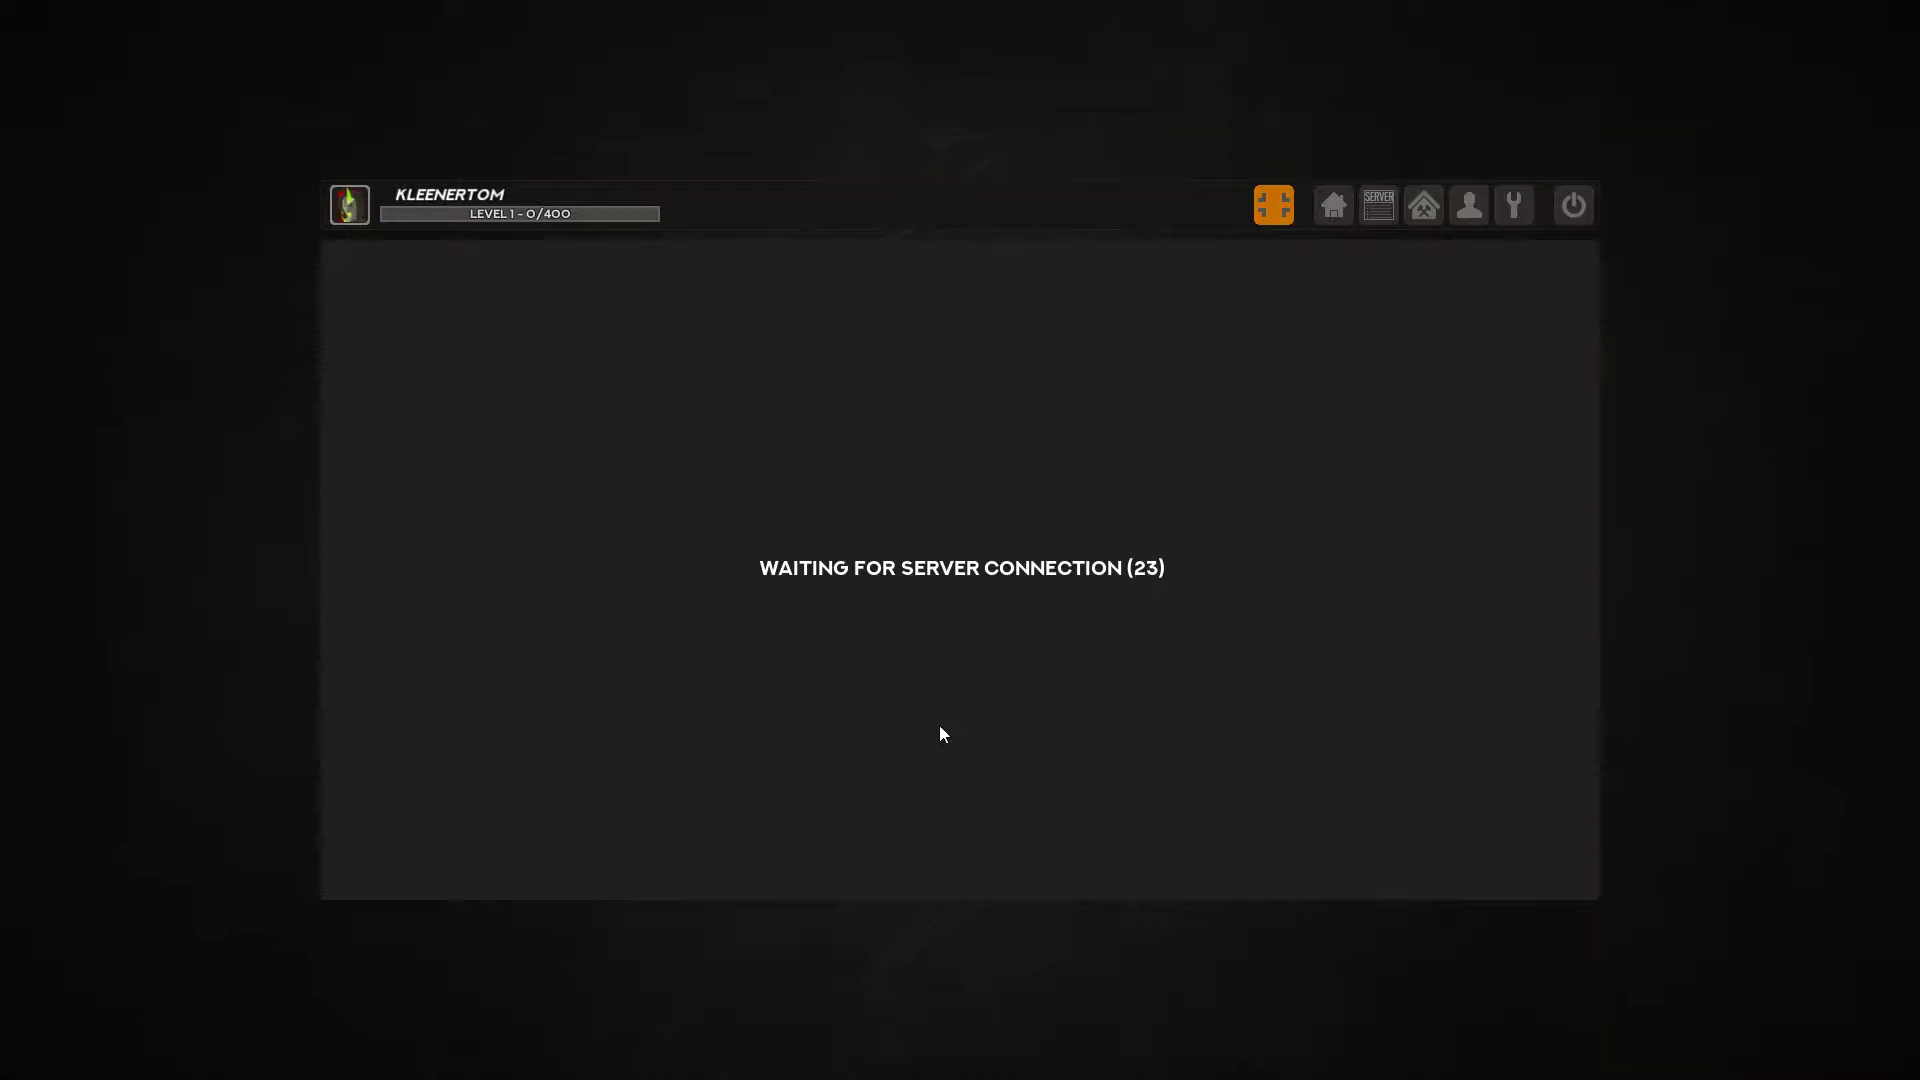 KLEENERTOM
LEVEL 1 - 0/400
SERVER
WAITING FOR SERVER CONNECTION (23)